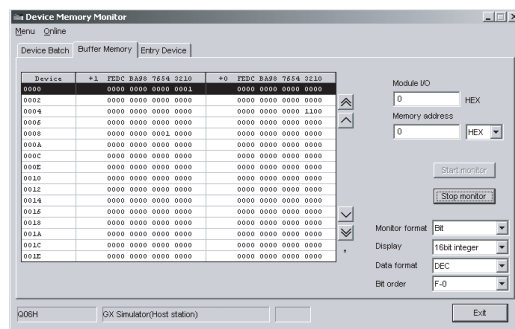 Device Memory Monitor
Menu Online
Device Batch Buffer Memory Entry Device
Device +1 FEDC BA98 7654 3210 +0 FEDC BA98 7654 3210
0000 0000 0000 0000 0001 0000 0000 0000 0000
0002 0000 0000 0000 0000 0000 0000 0000 0000
0004 0000 0000 0000 0000 0000 0000 0000 1100
0006 0000 0000 0000 0000 0000 0000 0000 0000
0008 0000 0000 0001 0000 0000 0000 0000 0000
000A 0000 0000 0000 0000 0000 0000 0000 0000
000C 0000 0000 0000 0000 0000 0000 0000 0000
000E 0000 0000 0000 0000 0000 0000 0000 0000
0010 0000 0000 0000 0000 0000 0000 0000 0000
0012 0000 0000 0000 0000 0000 0000 0000 0000
0014 0000 0000 0000 0000 0000 0000 0000 0000
0016 0000 0000 0000 0000 0000 0000 0000 0000
0018 0000 0000 0000 0000 0000 0000 0000 0000
001A 0000 0000 0000 0000 0000 0000 0000 0000
001C 0000 0000 0000 0000 0000 0000 0000 0000
001E 0000 0000 0000 0000 0000 0000 0000 0000
Module I/O
0 HEX
Memory address
0 HEX
Start monitor
Stop monitor
Monitor format Bit
Display 16bit integer
Data format DEC
Bit order F-0
Q06H GX Simulator(Host station) Exit